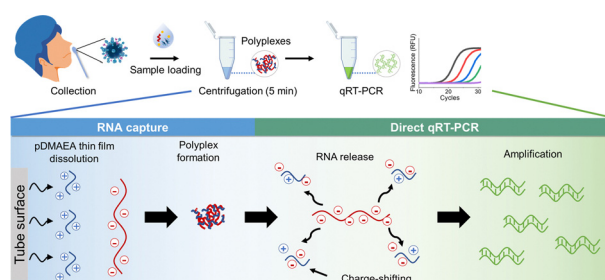 Collection
Sample loading
Polyplexes
Centrifugation (5 min)
qRT-PCR
Fluorescence (RFU)
10 20 30
Cycles
RNA capture
Direct qRT-PCR
pDMAEA thin film
dissolution
Polyplex
formation
RNA release
Amplification
Tube surface
Charge-shifting